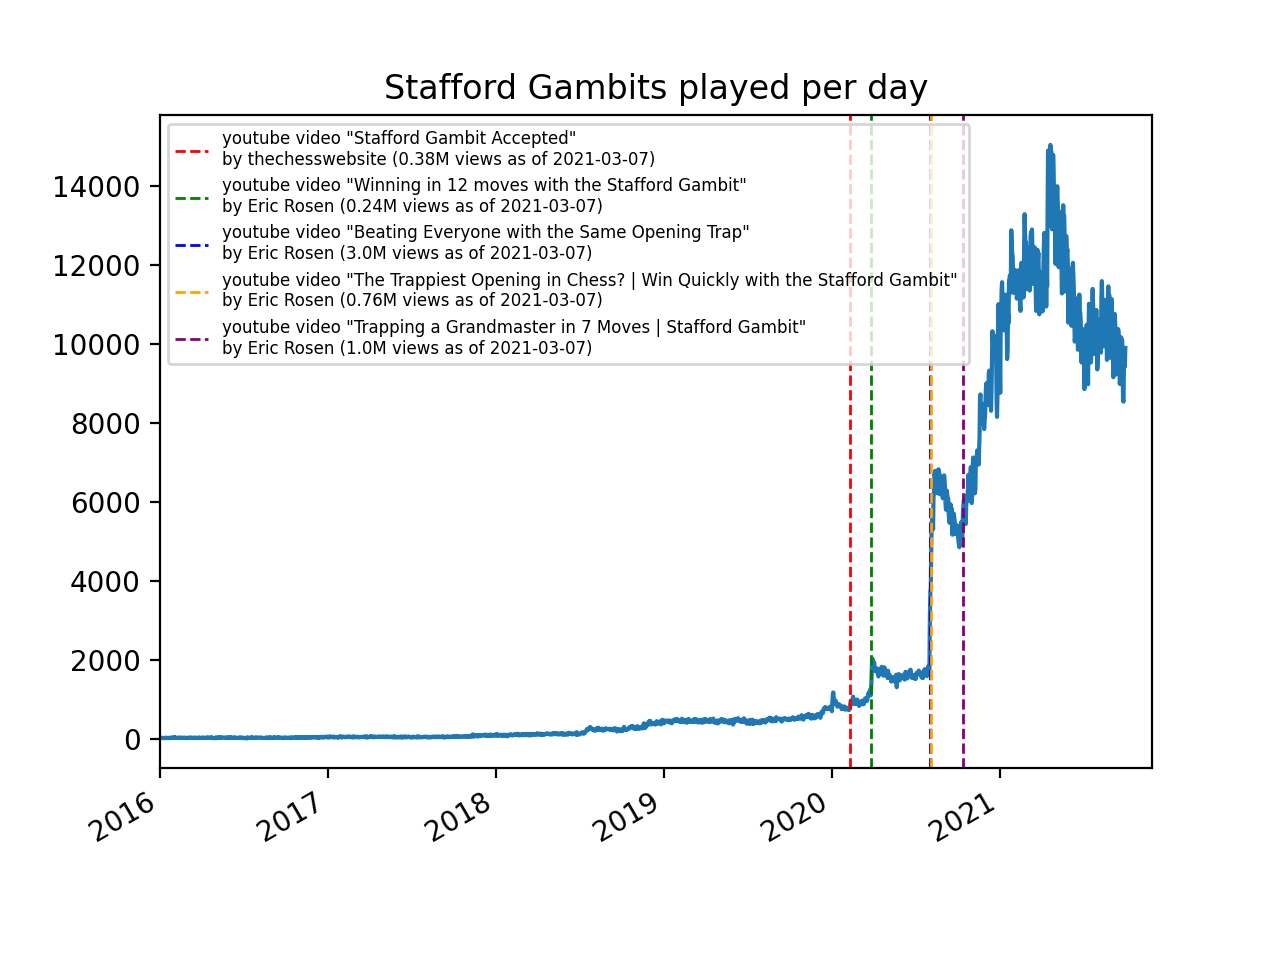 Stafford Gambits played per day
youtube video "Stafford Gambit Accepted"
by thechesswebsite (0.38M views as of 2021-03-07)
youtube video "Winning in 12 moves with the Stafford Gambit"
by Eric Rosen (0.24M views as of 2021-03-07)
youtube video "Beating Everyone with the Same Opening Trap"
by Eric Rosen (3.0M views as of 2021-03-07)
youtube video "The Trappiest Opening in Chess? | Win Quickly with the Stafford Gambit"
by Eric Rosen (0.76M views as of 2021-03-07)
youtube video "Trapping a Grandmaster in 7 Moves | Stafford Gambit"
by Eric Rosen (1.0M views as of 2021-03-07)
14000
12000
10000
8000
6000
4000
2000
0
2016
2017
2018
2019
2020
2021